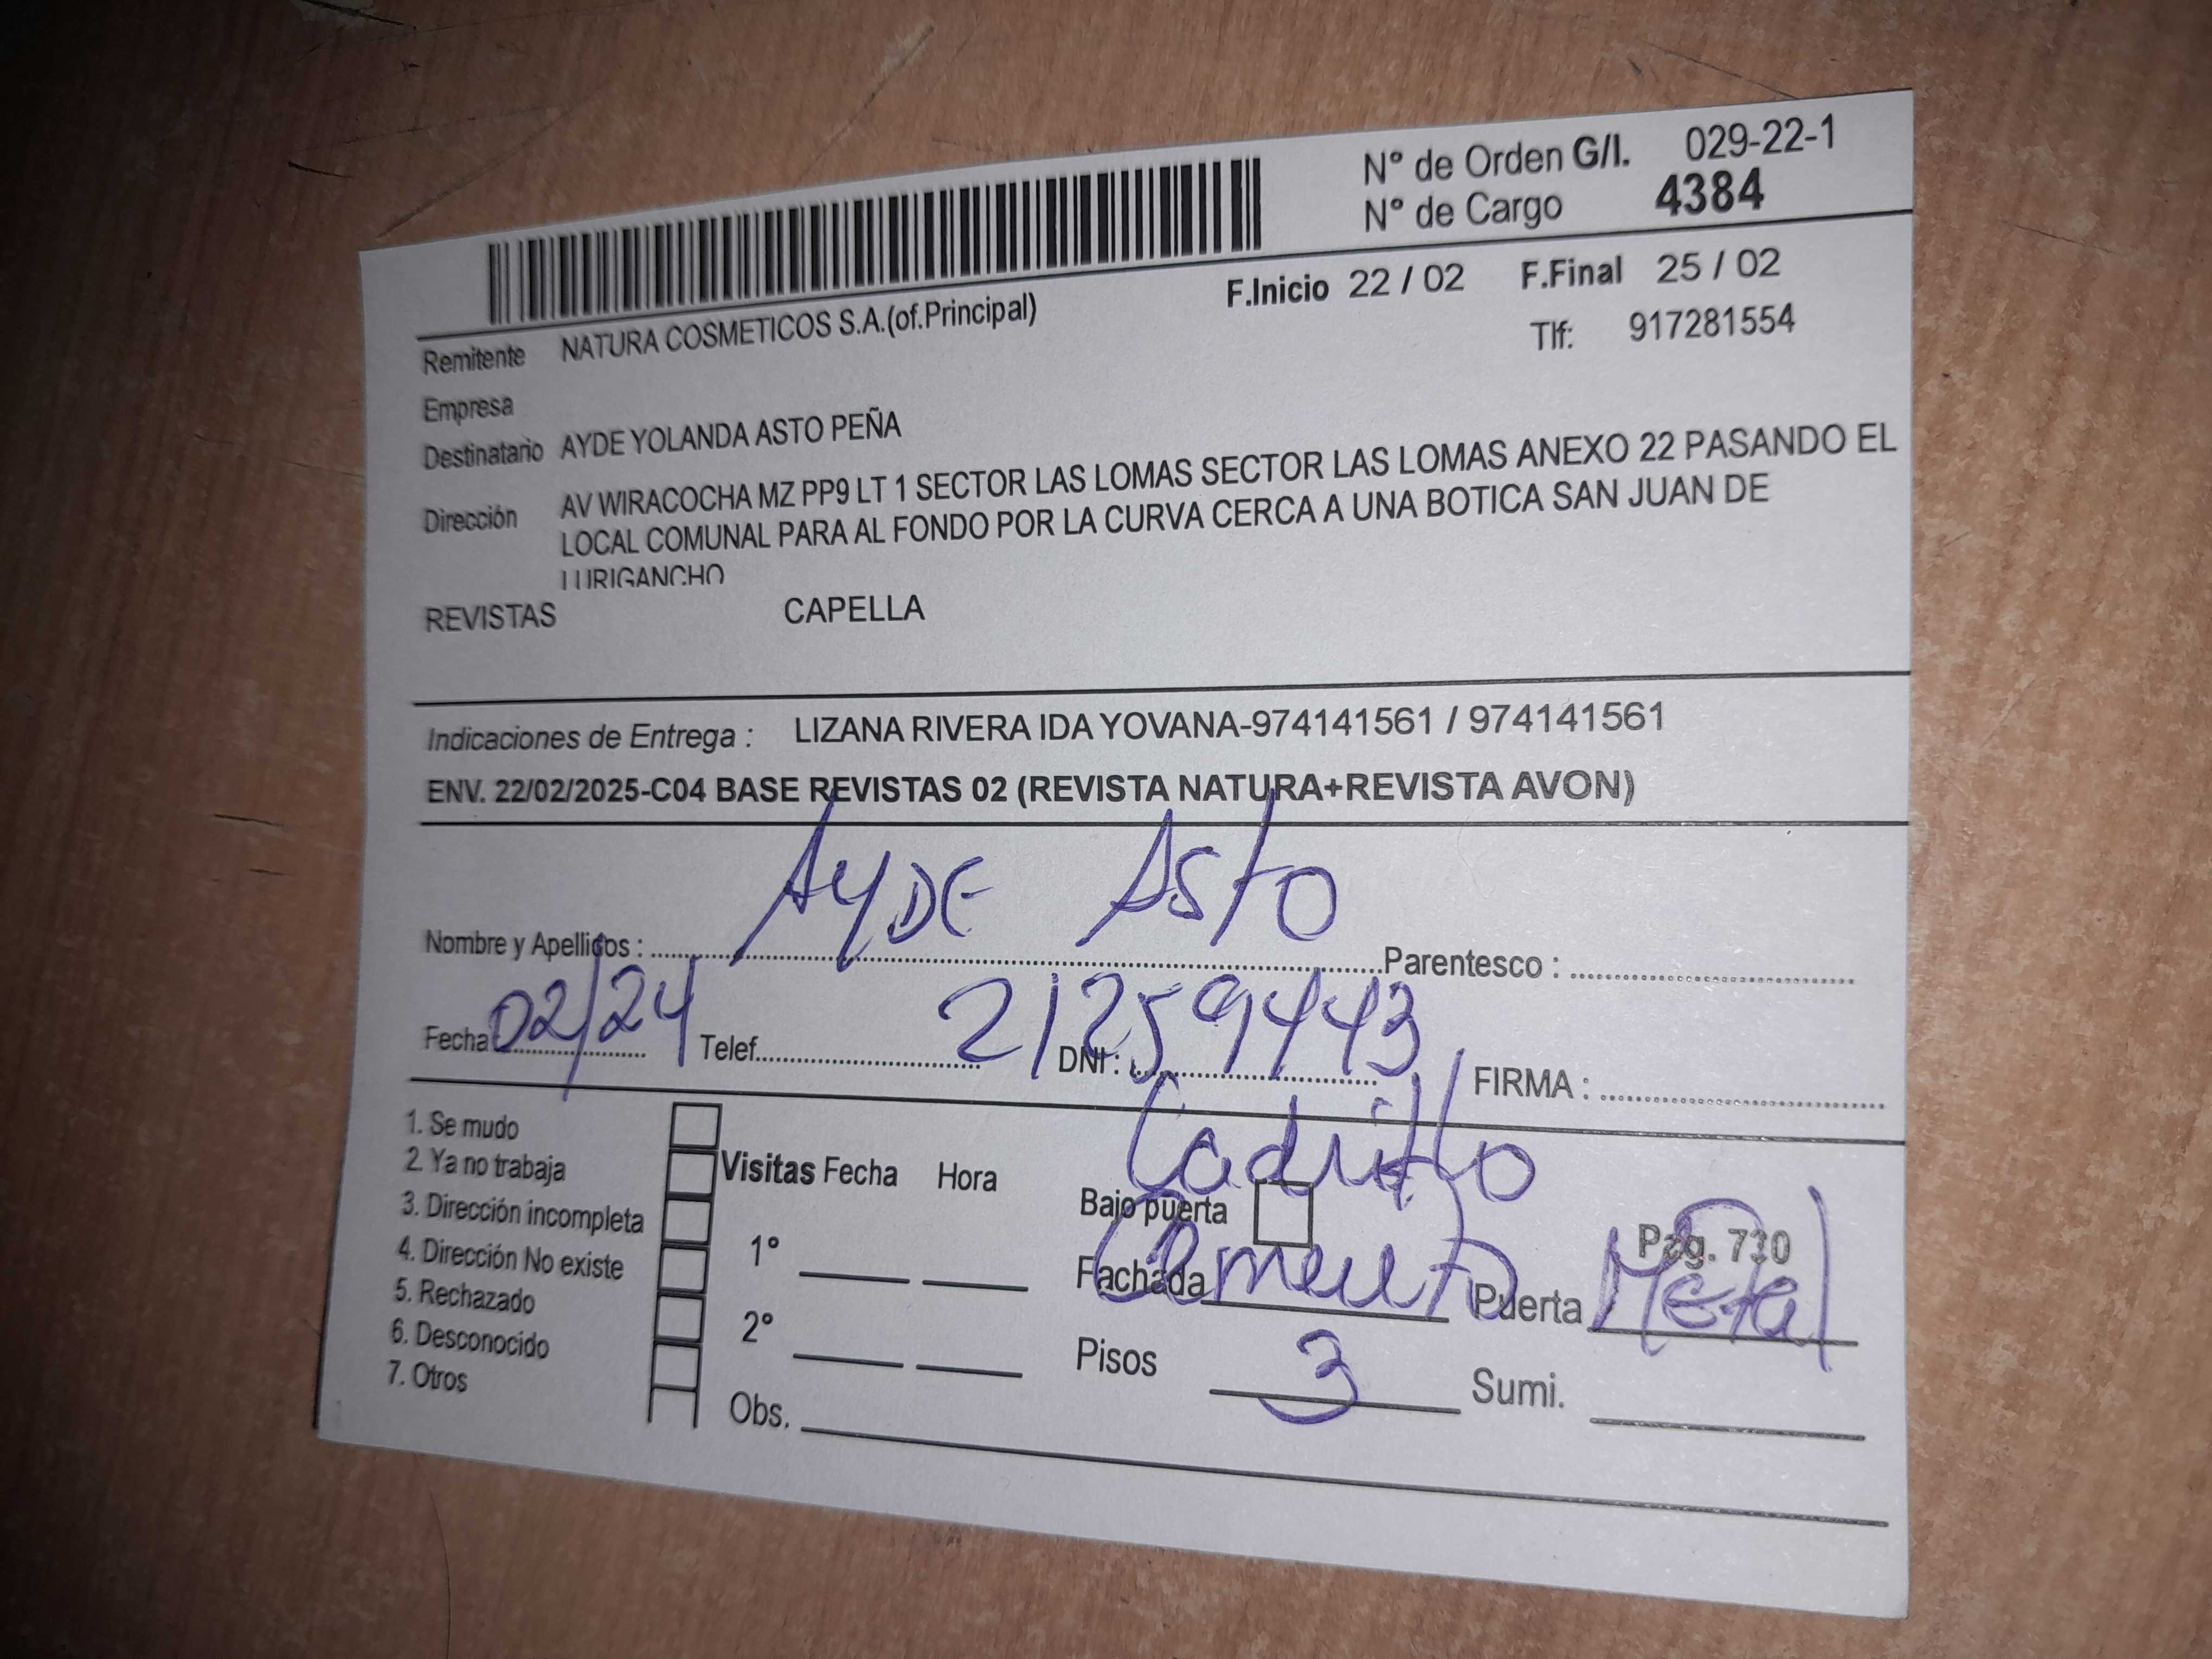 N° de Orden G/I. 029-22-1
N° de Cargo 4384
F.Inicio 22 / 02 F.Final 25 / 02
Remitente NATURA COSMETICOS S.A.(of.Principal) Tlf: 917281554
Empresa
Destinatario AYDE YOLANDA ASTO PEÑA
Dirección AV WIRACOCHA MZ PP9 LT 1 SECTOR LAS LOMAS SECTOR LAS LOMAS ANEXO 22 PASANDO EL
LOCAL COMUNAL PARA AL FONDO POR LA CURVA CERCA A UNA BOTICA SAN JUAN DE
LURIGANCHO
REVISTAS CAPELLA
Indicaciones de Entrega : LIZANA RIVERA IDA YOVANA-974141561 / 974141561
ENV. 22/02/2025-C04 BASE REVISTAS 02 (REVISTA NATURA+REVISTA AVON)
Nombre y Apellidos : AYDE Asto Parentesco :
Fecha 02/24 Telef. DNI : 21259443 FIRMA :
Ladrillo
1. Se mudo
2. Ya no trabaja
3. Dirección incompleta
4. Dirección No existe
5. Rechazado
6. Desconocido
7. Otros
Visitas Fecha Hora
1°
2°
Obs.
Bajo puerta
Pag. 730
Fachada Cemento Puerta Metal
Pisos 3 Sumi.